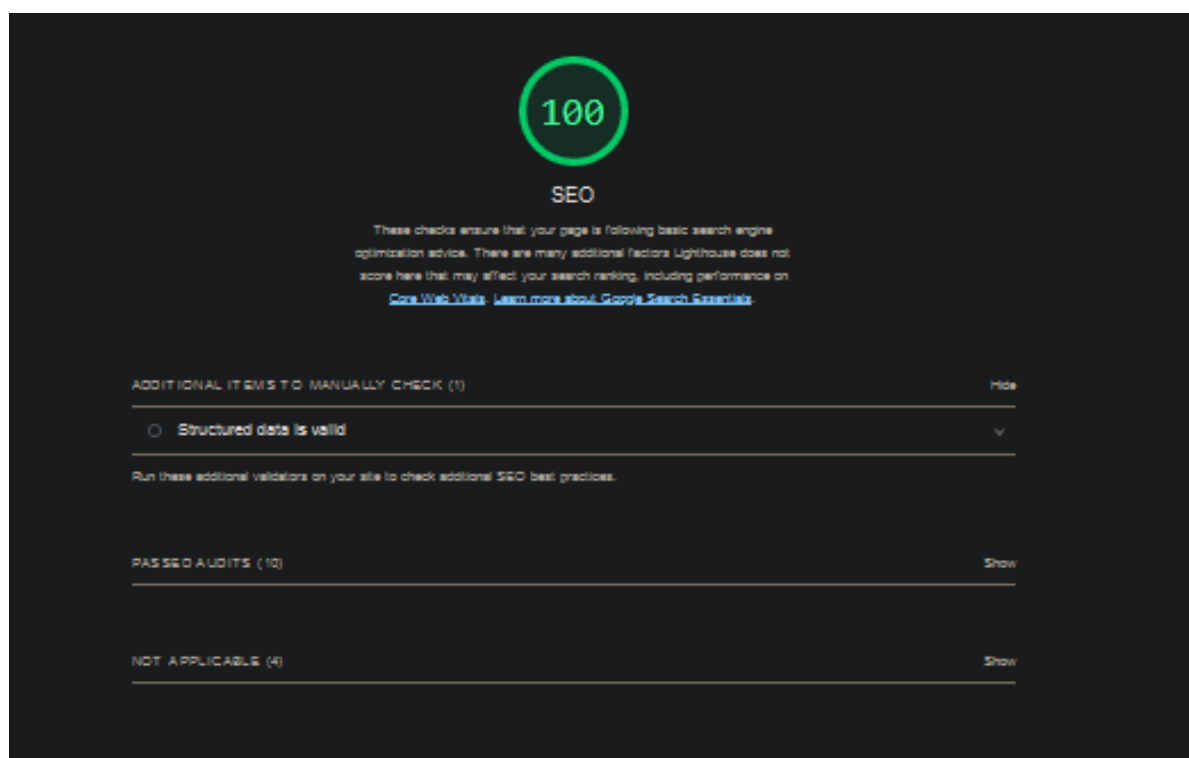 100
SEO
These checks ensure that your page is following basic search engine
optimization advice. There are many additional factors Lighthouse does not
score here that may affect your search ranking, including performance on
Core Web Vitals. Learn more about Google Search Essentials.
ADDITIONAL ITEMS TO MANUALLY CHECK (1) Hide
Structured data is valid
Run these additional validators on your site to check additional SEO best practices.
PASSED AUDITS (10) Show
NOT APPLICABLE (4) Show